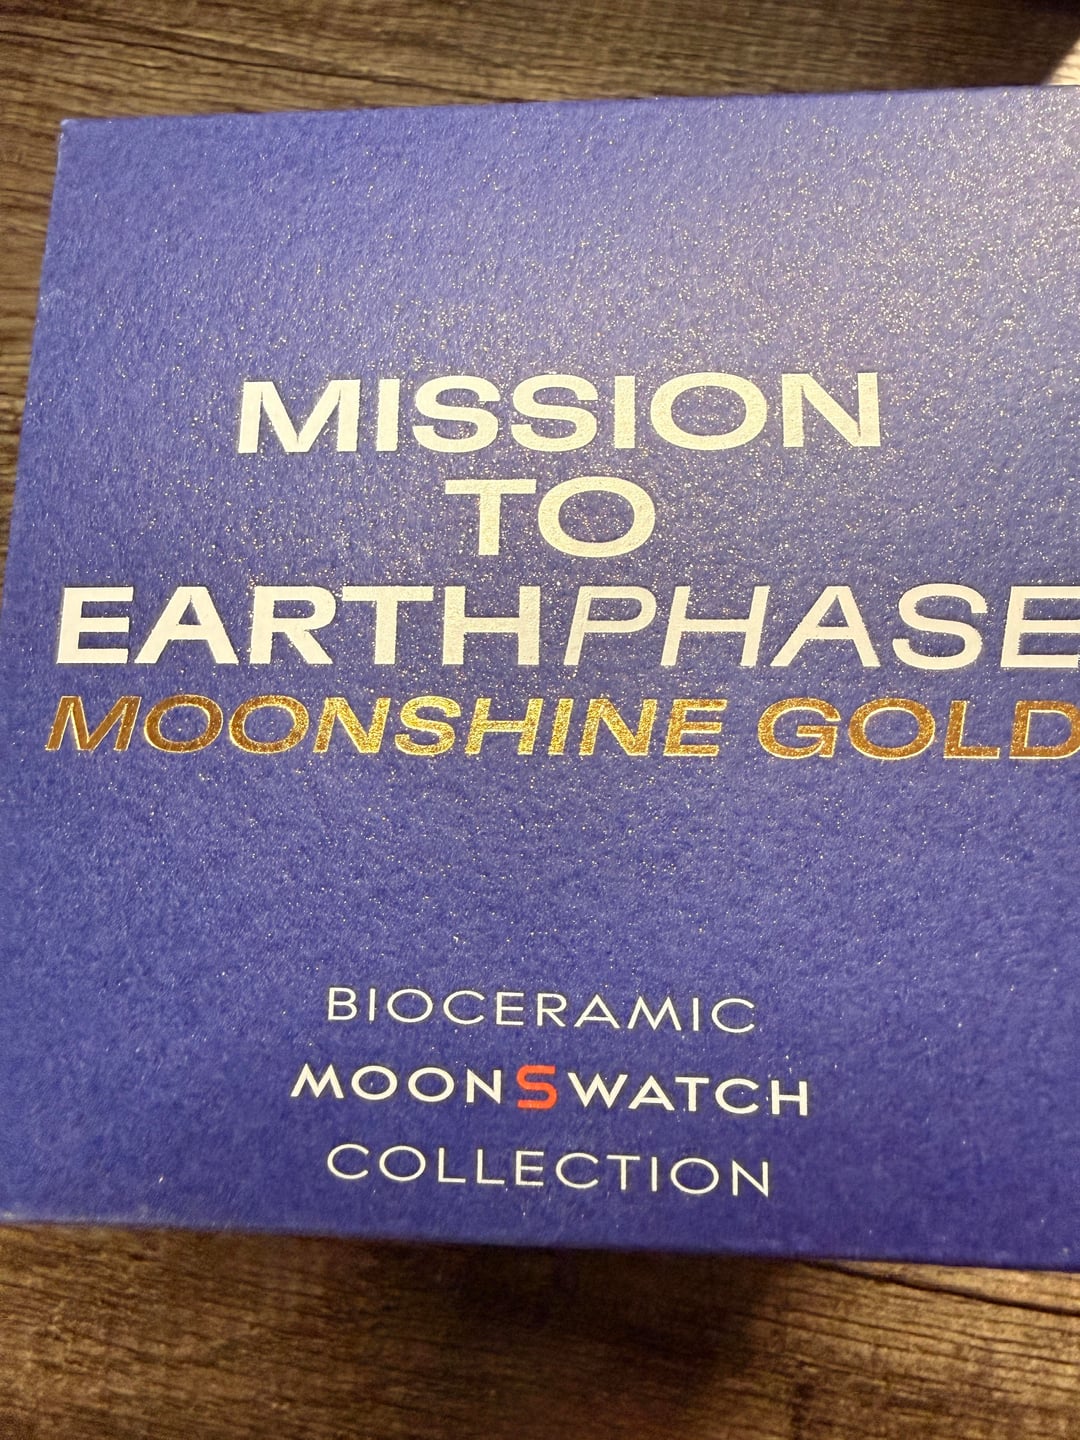 MISSION
TO
EARTHPHASE
MOONSHINE GOLD
BIOCERAMIC
MOONSWATCH
COLLECTION